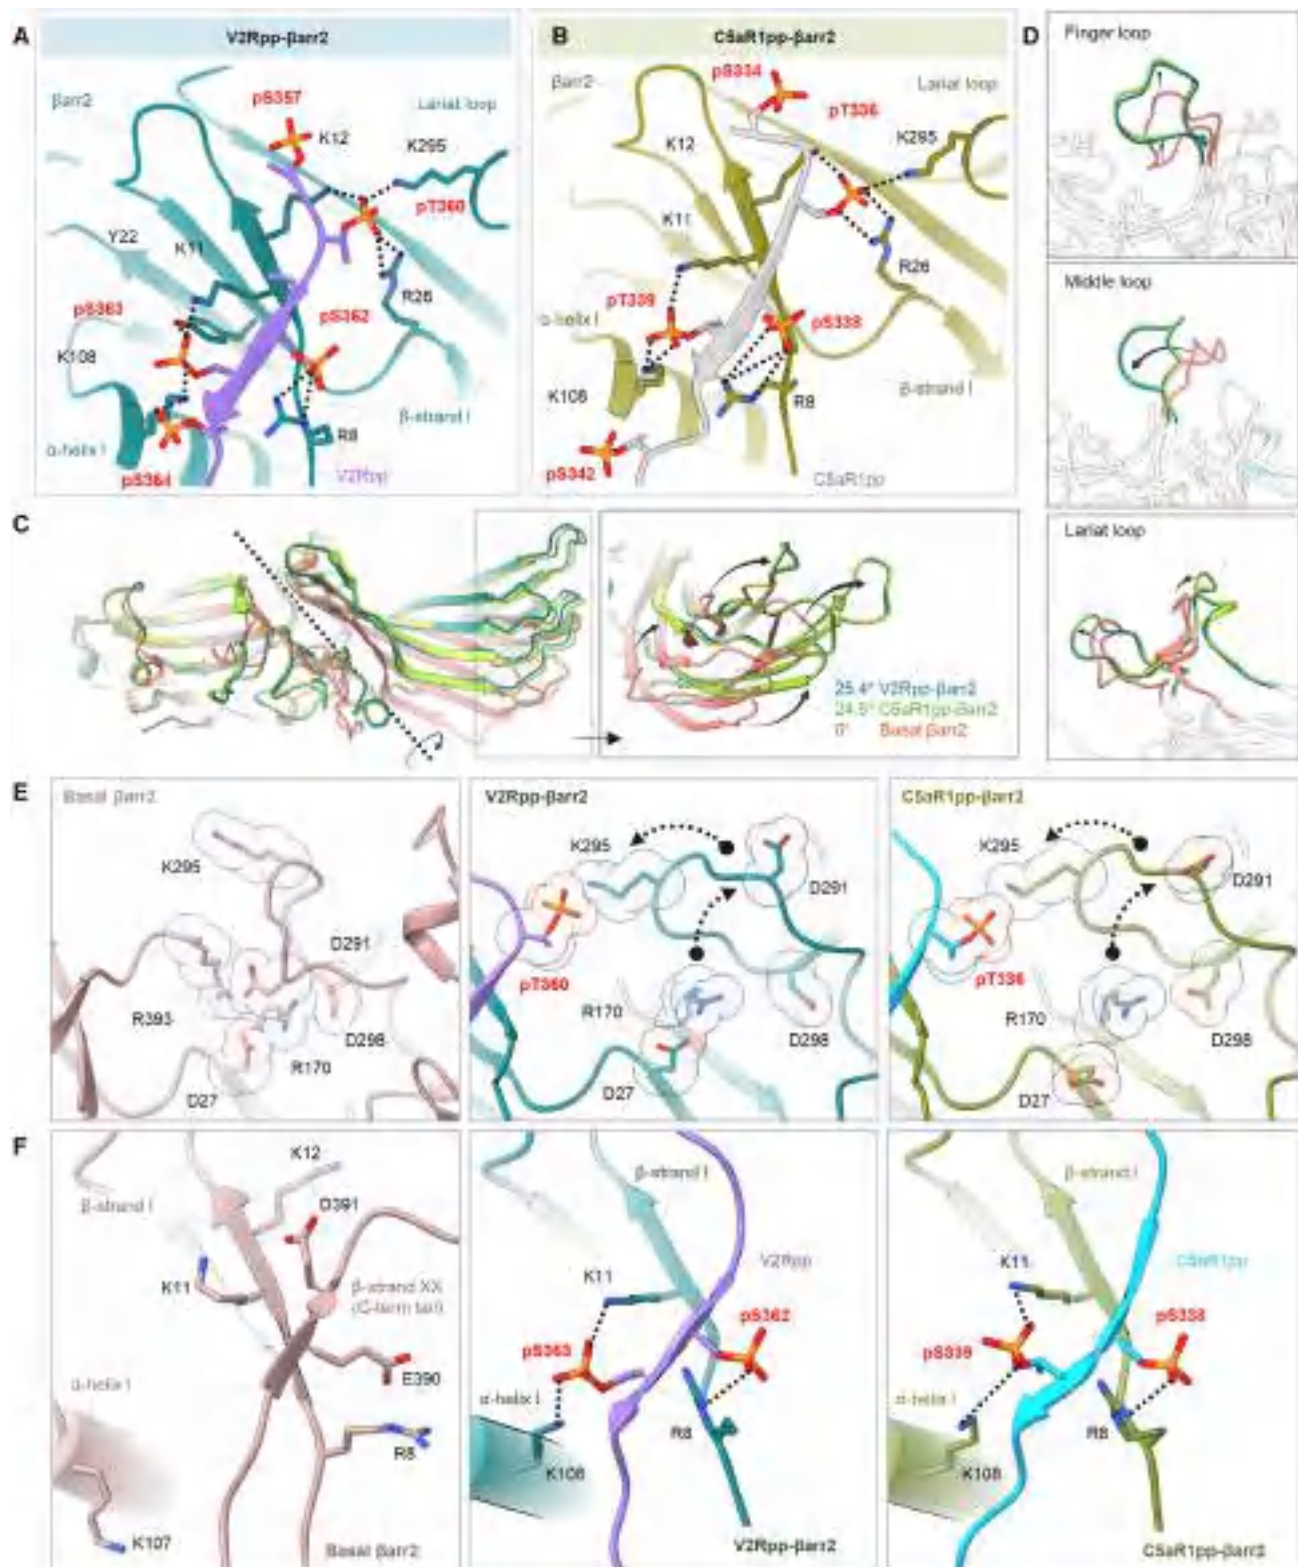 A
V2Rpp-βarr2
βarr2
pS357
Lariat loop
K12
K295
pT360
Y22
K11
R26
pS363
pS362
K108
β-strand I
α-helix I
R8
pS364
V2Rpp
B
C5aR1pp-βarr2
pS334
βarr2
pT336
Lariat loop
K12
K295
K11
R26
pT339
α-helix I
pS338
K108
β-strand I
R8
pS342
C5aR1pp
D
Finger loop
Middle loop
Lariat loop
C
25.4° V2Rpp-βarr2
24.5° C5aR1pp-βarr2
0° Basal βarr2
E
Basal βarr2
K295
D291
R393
D298
R170
D27
V2Rpp-βarr2
K295
D291
pT360
R170
D298
D27
C5aR1pp-βarr2
K295
D291
pT336
R170
D298
D27
F
K12
β-strand I
D391
K11
β-strand XX
(C-term tail)
α-helix I
E390
R8
K107
Basal βarr2
β-strand I
V2Rpp
K11
pS362
pS363
α-helix I
R8
K108
V2Rpp-βarr2
β-strand I
K11
C5aR1pp
pS338
pS339
α-helix I
R8
K108
C5aR1pp-βarr2